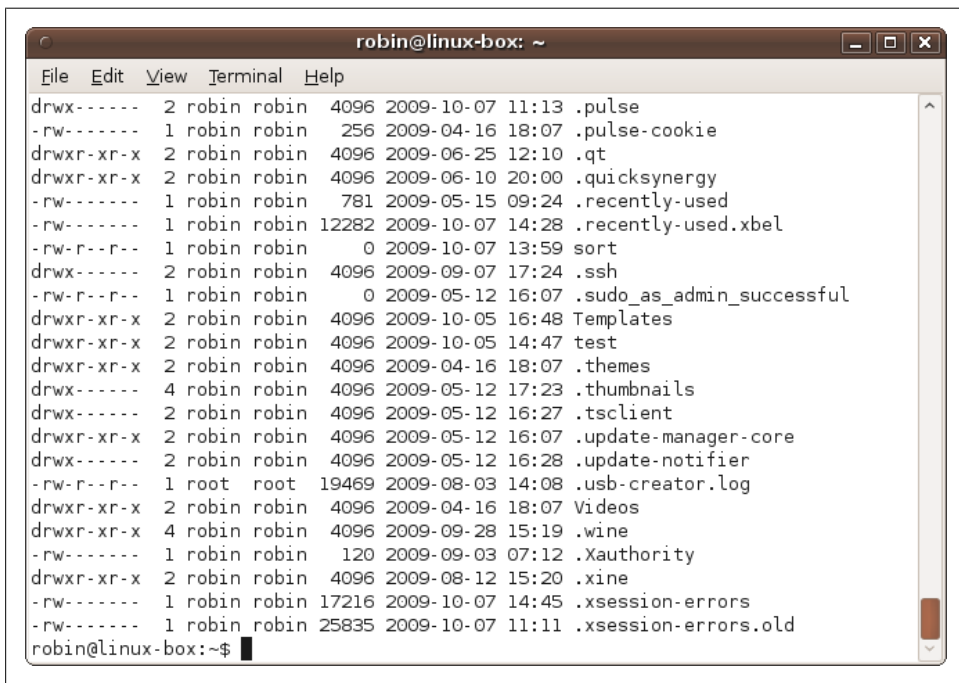 robin@linux-box: ~
File Edit View Terminal Help
drwx------ 2 robin robin 4096 2009-10-07 11:13 .pulse
-rw------- 1 robin robin 256 2009-04-16 18:07 .pulse-cookie
drwxr-xr-x 2 robin robin 4096 2009-06-25 12:10 .qt
drwxr-xr-x 2 robin robin 4096 2009-06-10 20:00 .quicksynergy
-rw------- 1 robin robin 781 2009-05-15 09:24 .recently-used
-rw------- 1 robin robin 12282 2009-10-07 14:28 .recently-used.xbel
-rw-r--r-- 1 robin robin 0 2009-10-07 13:59 sort
drwx------ 2 robin robin 4096 2009-09-07 17:24 .ssh
-rw-r--r-- 1 robin robin 0 2009-05-12 16:07 .sudo_as_admin_successful
drwxr-xr-x 2 robin robin 4096 2009-10-05 16:48 Templates
drwxr-xr-x 2 robin robin 4096 2009-10-05 14:47 test
drwxr-xr-x 2 robin robin 4096 2009-04-16 18:07 .themes
drwx------ 4 robin robin 4096 2009-05-12 17:23 .thumbnails
drwx------ 2 robin robin 4096 2009-05-12 16:27 .tsclient
drwxr-xr-x 2 robin robin 4096 2009-05-12 16:07 .update-manager-core
drwx------ 2 robin robin 4096 2009-05-12 16:28 .update-notifier
-rw-r--r-- 1 root root 19469 2009-08-03 14:08 .usb-creator.log
drwxr-xr-x 2 robin robin 4096 2009-04-16 18:07 Videos
drwxr-xr-x 4 robin robin 4096 2009-09-28 15:19 .wine
-rw------- 1 robin robin 120 2009-09-03 07:12 .Xauthority
drwxr-xr-x 2 robin robin 4096 2009-08-12 15:20 .xine
-rw------- 1 robin robin 17216 2009-10-07 14:45 .xsession-errors
-rw------- 1 robin robin 25835 2009-10-07 11:11 .xsession-errors.old
robin@linux-box:~$